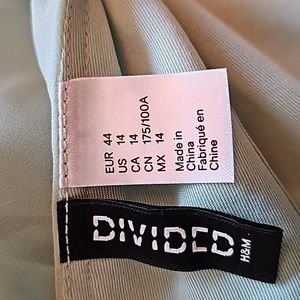 EUR 44
US 14
CA 14
CN 175/100A
MX 14
Made in
China
Fabriqué en
Chine
DIVIDED
H&M